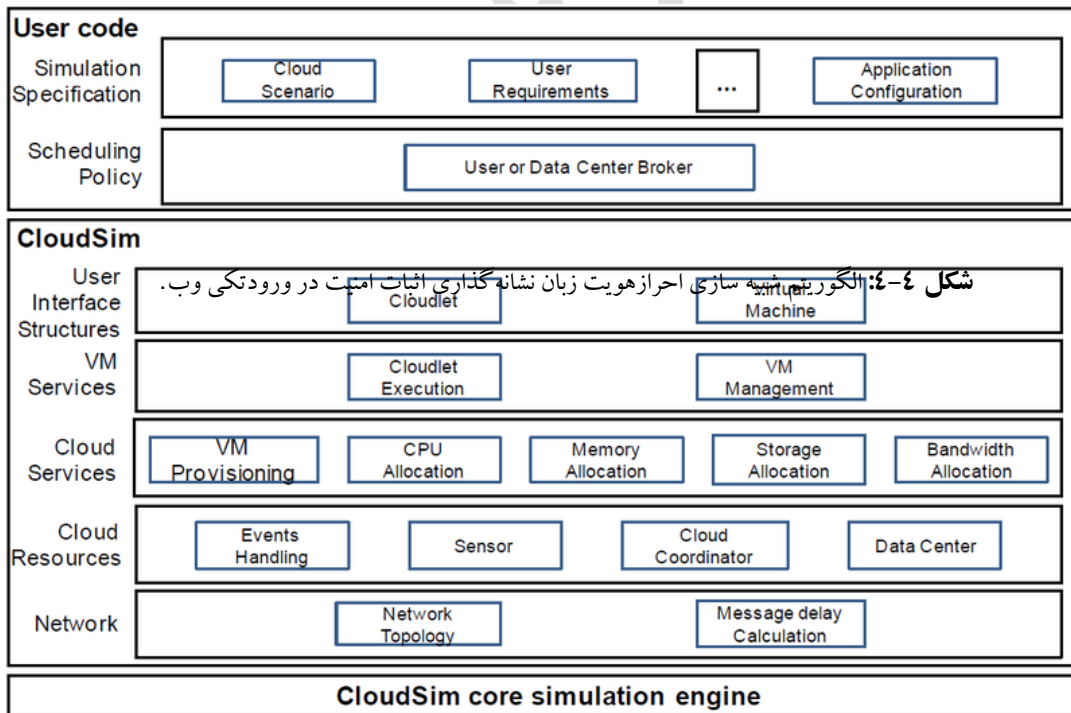 User code
Simulation Specification
Cloud Scenario
User Requirements
...
Application Configuration
Scheduling Policy
User or Data Center Broker
CloudSim
User Interface Structures
Cloudlet
Virtual Machine
شکل ٤-٤: الگوریتم شبیه سازی احرازهویت زبان نشانه گذاری اثبات امنیت در ورودتکی وب.
VM Services
Cloudlet Execution
VM Management
Cloud Services
VM Provisioning
CPU Allocation
Memory Allocation
Storage Allocation
Bandwidth Allocation
Cloud Resources
Events Handling
Sensor
Cloud Coordinator
Data Center
Network
Network Topology
Message delay Calculation
CloudSim core simulation engine